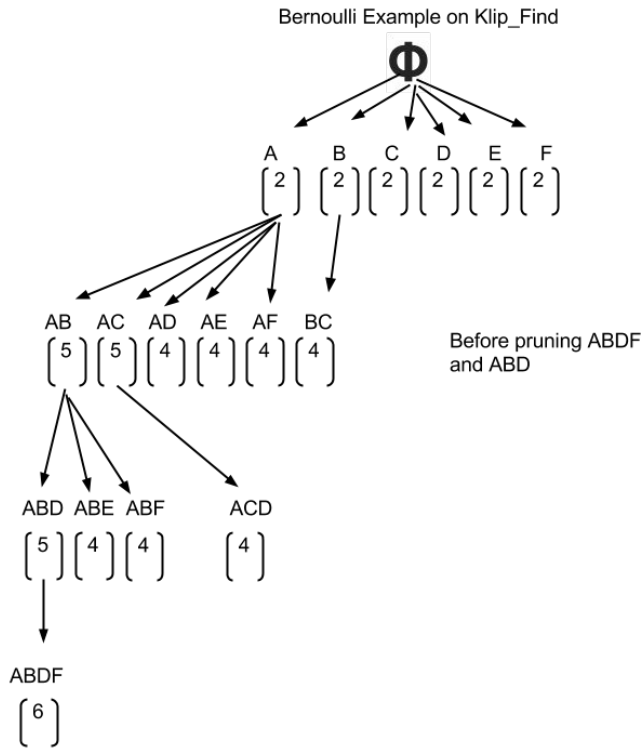 Bernoulli Example on Klip_Find
Φ
A B C D E F
2 2 2 2 2 2
AB AC AD AE AF BC
5 5 4 4 4 4
Before pruning ABDF
and ABD
ABD ABE ABF ACD
5 4 4 4
ABDF
6